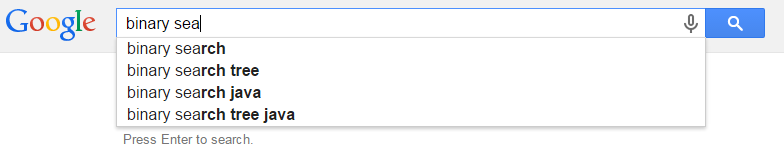 Google binary sea
binary search
binary search tree
binary search java
binary search tree java
Press Enter to search.